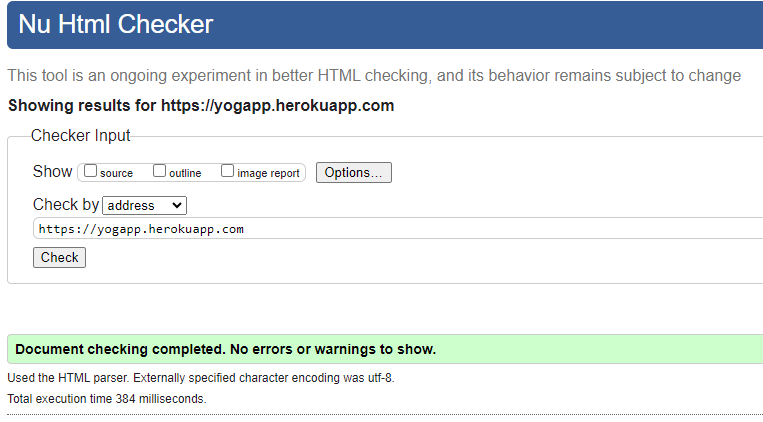 Nu Html Checker
This tool is an ongoing experiment in better HTML checking, and its behavior remains subject to change
Showing results for https://yogapp.herokuapp.com
Checker Input
Show source outline image report Options...
Check by address
https://yogapp.herokuapp.com
Check
Document checking completed. No errors or warnings to show.
Used the HTML parser. Externally specified character encoding was utf-8.
Total execution time 384 milliseconds.